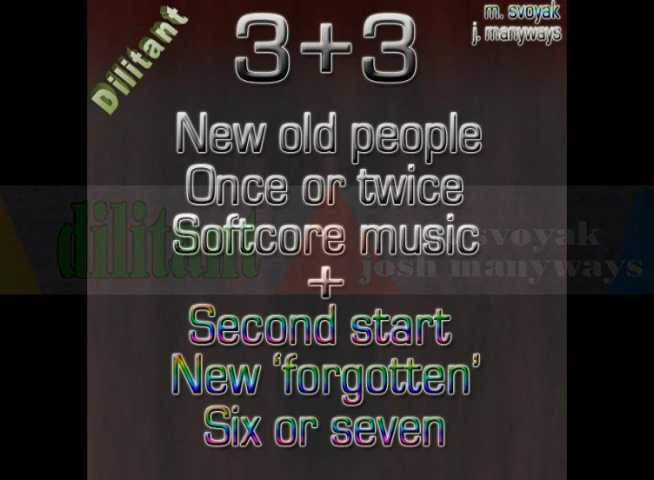 Dilitant
3+3
m. svoyak
j. manyways
New old people
Once or twice
Softcore music
+
Second start
New 'forgotten'
Six or seven
dilitant
svoyak
josh manyways